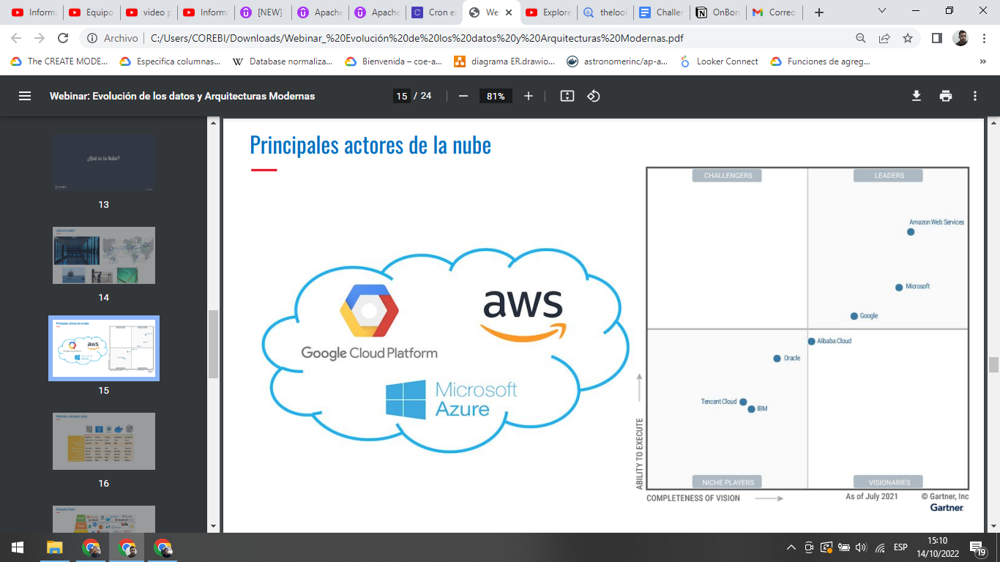 Informa
Equipo
video p
Informa
[NEW]
Apache
Apache
Cron ex
We
Explore
thelook
Challer
OnBor
Correo
Archivo
C:/Users/COREBI/Downloads/Webinar_%20Evolución%20de%20los%20datos%20y%20Arquitecturas%20Modernas.pdf
The CREATE MODE...
Especifica columnas...
Database normaliza...
Bienvenida – coe-a...
diagrama ER.drawio...
astronomerinc/ap-a...
Looker Connect
Funciones de agreg...
»
Webinar: Evolución de los datos y Arquitecturas Modernas
15 / 24
81%
¿Qué es la Nube?
13
¿Qué es la nube?
14
Principales actores de la nube
15
16
Principales actores de la nube
Google Cloud Platform
aws
Microsoft
Azure
CHALLENGERS
LEADERS
Amazon Web Services
Microsoft
Google
Alibaba Cloud
Oracle
Tencent Cloud
IBM
NICHE PLAYERS
VISIONARIES
ABILITY TO EXECUTE
COMPLETENESS OF VISION
As of July 2021
© Gartner, Inc
Gartner
ESP
15:10
14/10/2022
19